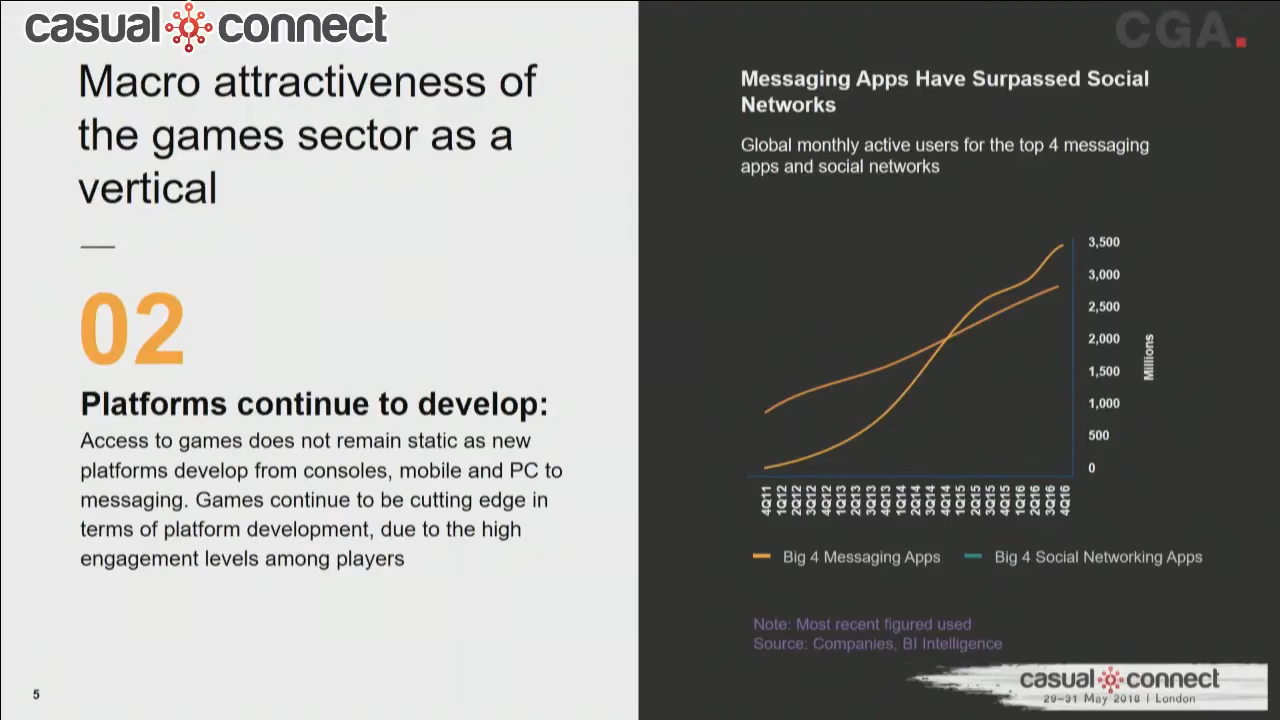 casual connect
CGA.
Macro attractiveness of
the games sector as a
vertical
02
Platforms continue to develop:
Access to games does not remain static as new
platforms develop from consoles, mobile and PC to
messaging. Games continue to be cutting edge in
terms of platform development, due to the high
engagement levels among players
5
Messaging Apps Have Surpassed Social
Networks
Global monthly active users for the top 4 messaging
apps and social networks
3,500
3,000
2,500
2,000
1,500
1,000
500
0
Millions
4Q11
1Q12
2Q12
3Q12
4Q12
1Q13
2Q13
3Q13
4Q13
1Q14
2Q14
3Q14
4Q14
1Q15
2Q15
3Q15
4Q15
1Q16
2Q16
3Q16
4Q16
Big 4 Messaging Apps
Big 4 Social Networking Apps
Note: Most recent figured used
Source: Companies, BI Intelligence
casual connect
29–31 May 2018 | London